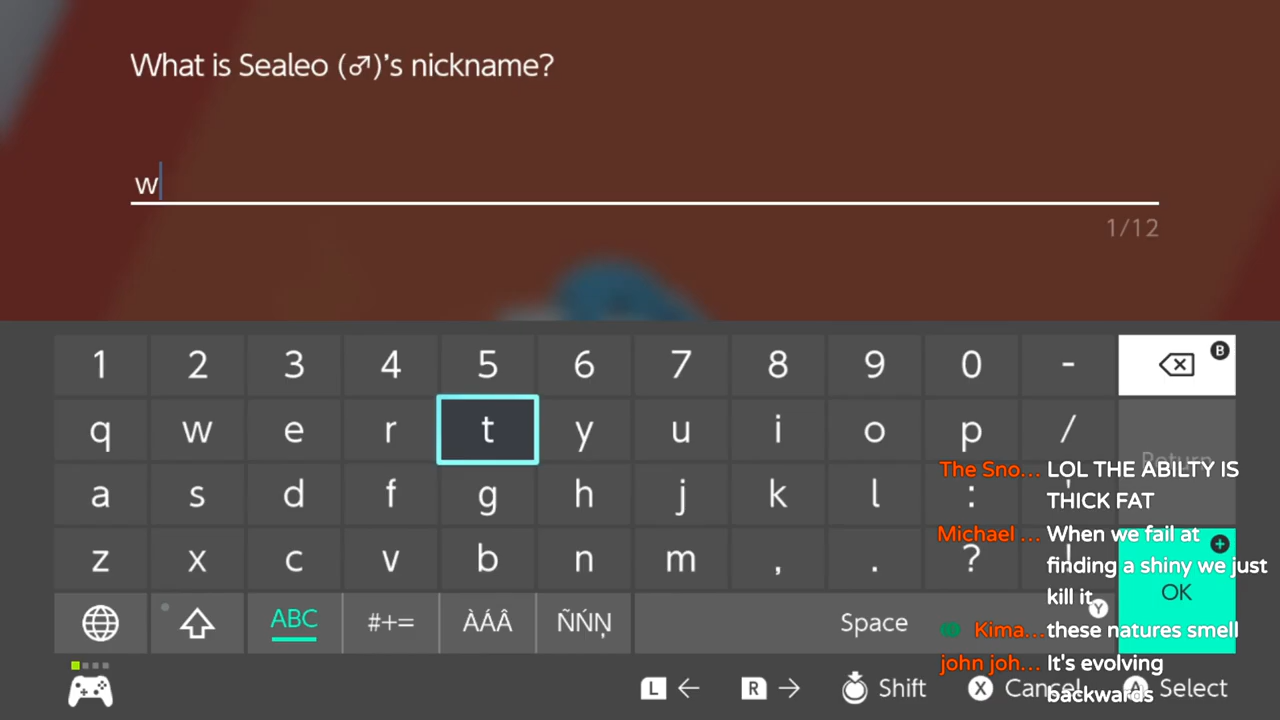 What is Sealeo (♂)'s nickname?
w
1/12
1 2 3 4 5 6 7 8 9 0 - B
q w e r t y u i o p /
Return
a s d f g h j k l : '
z x c v b n m , . ? !
+ OK
ABC #+= ÀÁÂ ÑŃŅ Space Y
L ← R → Shift X Cancel A Select
The Sno… LOL THE ABILTY IS
THICK FAT
Michael … When we fail at
finding a shiny we just
kill it
Kima… these natures smell
john joh… It's evolving
backwards